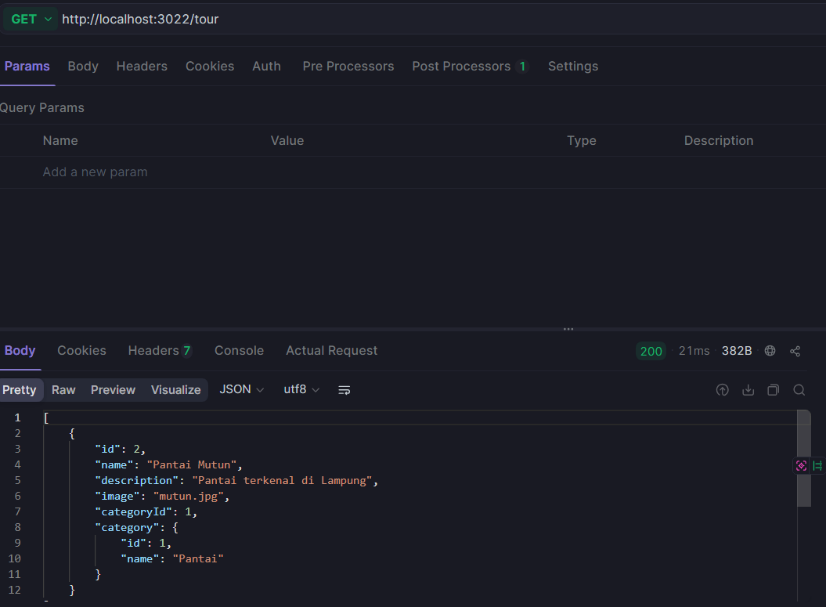 GET http://localhost:3022/tour
Params Body Headers Cookies Auth Pre Processors Post Processors 1 Settings
Query Params
Name Value Type Description
Add a new param
Body Cookies Headers 7 Console Actual Request 200 21ms 382B
Pretty Raw Preview Visualize JSON utf8
1 [
2 {
3 "id": 2,
4 "name": "Pantai Mutun",
5 "description": "Pantai terkenal di Lampung",
6 "image": "mutun.jpg",
7 "categoryId": 1,
8 "category": {
9 "id": 1,
10 "name": "Pantai"
11 }
12 }